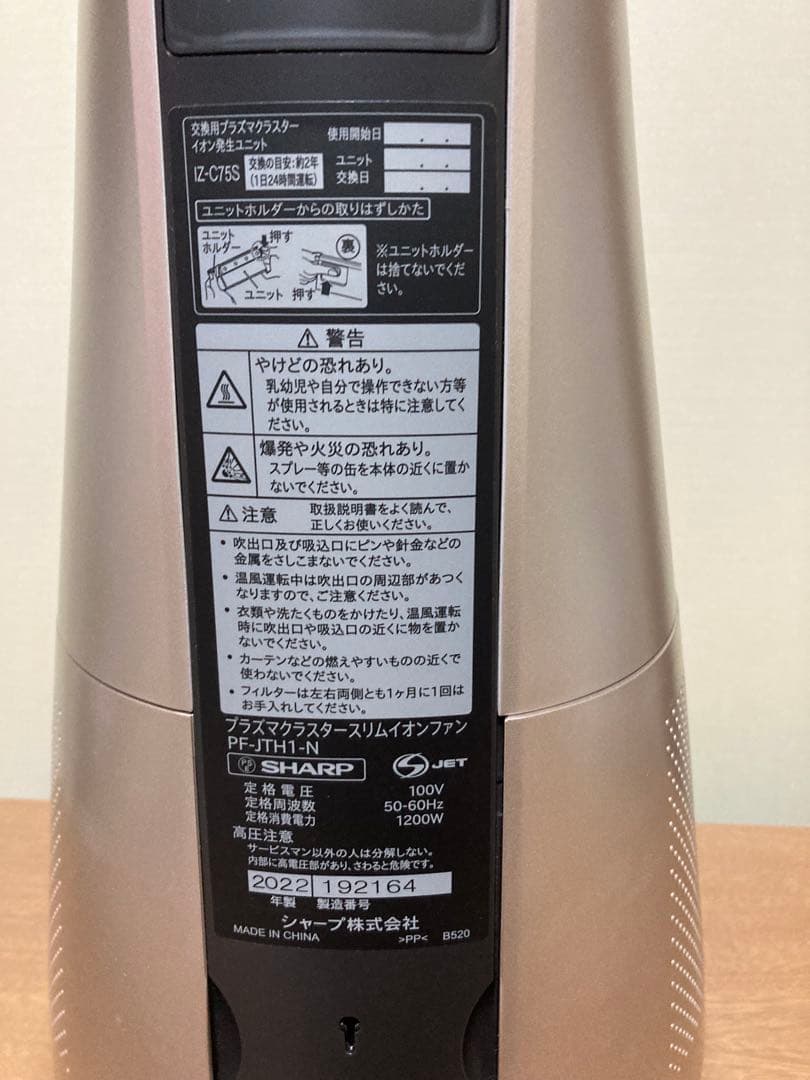 交換用プラズマクラスター
イオン発生ユニット
IZ-C75S
交換の目安:約2年
(1日24時間運転)
使用開始日 . .
ユニット
交換日
. .
. .
ユニットホルダーからの取りはずしかた
ユニット
ホルダー
押す
ユニット
裏
押す
※ユニットホルダー
は捨てないでくだ
さい。
警告
やけどの恐れあり。
乳幼児や自分で操作できない方等
が使用されるときは特に注意してく
ださい。
爆発や火災の恐れあり。
スプレー等の缶を本体の近くに置か
ないでください。
注意
取扱説明書をよく読んで、
正しくお使いください。
・吹出口及び吸込口にピンや針金などの
金属をさしこまないでください。
・温風運転中は吹出口の周辺部があつく
なりますので、ご注意ください。
・衣類や洗たくものをかけたり、温風運転
時に吹出口や吸込口の近くに物を置か
ないでください。
・カーテンなどの燃えやすいものの近くで
使わないでください。
・フィルターは左右両側とも1ヶ月に1回は
お手入れしてください。
プラズマクラスタースリムイオンファン
PF-JTH1-N
PS E SHARP
JET
定格電圧 100V
定格周波数 50-60Hz
定格消費電力 1200W
高圧注意
サービスマン以外の人は分解しない。
内部に高電圧部があり、さわると危険です。
2022 192164
年製 製造番号
シャープ株式会社
MADE IN CHINA >PP< B520